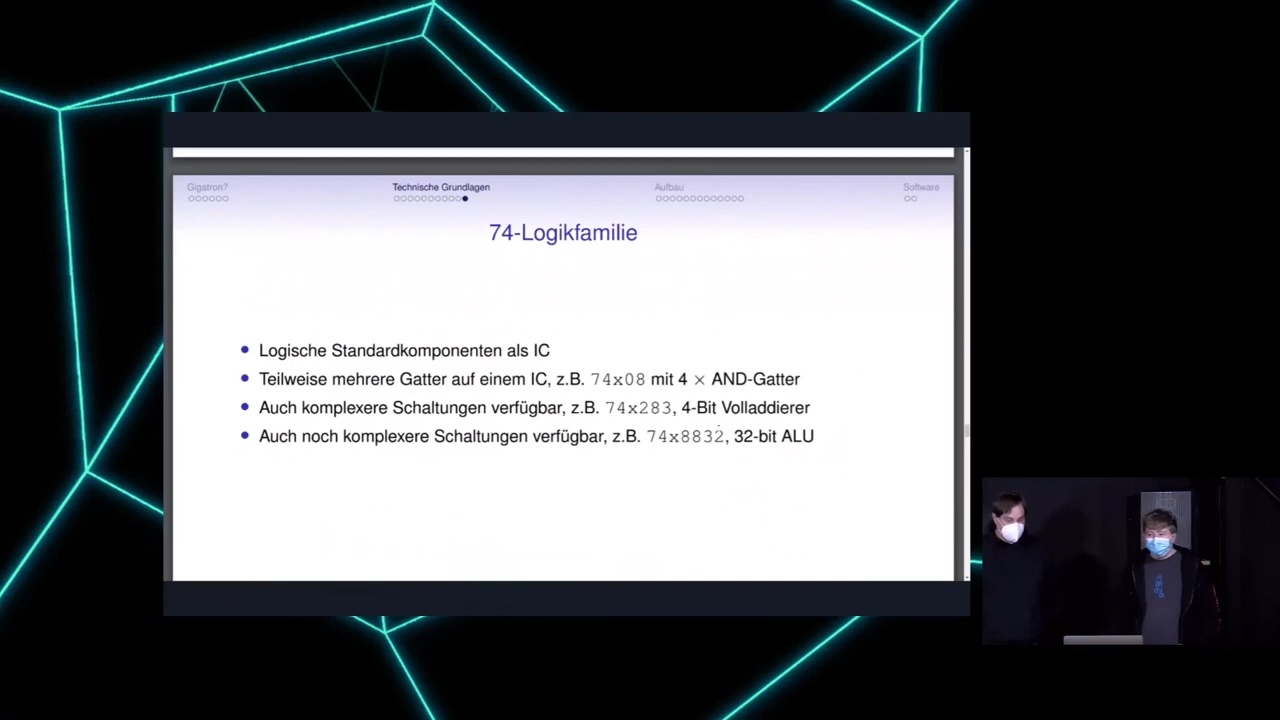 Gigatron?
Technische Grundlagen
Aufbau
Software
74-Logikfamilie
Logische Standardkomponenten als IC
Teilweise mehrere Gatter auf einem IC, z.B. 74x08 mit 4 × AND-Gatter
Auch komplexere Schaltungen verfügbar, z.B. 74x283, 4-Bit Volladdierer
Auch noch komplexere Schaltungen verfügbar, z.B. 74x8832, 32-bit ALU